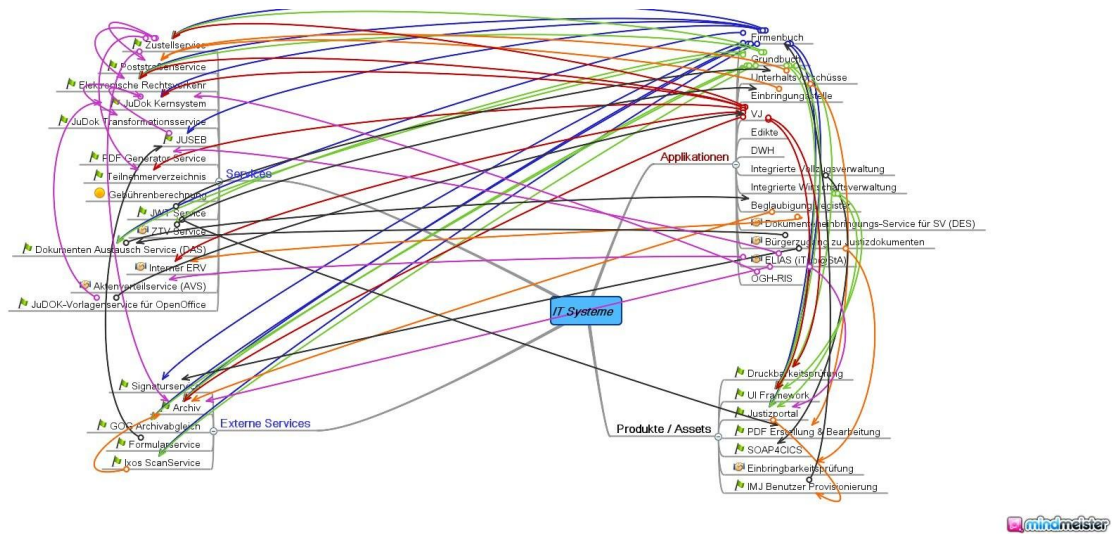 Zustellservice
Poststraßenservice
Elektronische Rechtsverkehr
JuDok Kernsystem
JuDok Transformationsservice
JUSEB
PDF Generator Service
Teilnehmerverzeichnis
Gebührenberechnung
JWT Service
ZTV Service
Dokumenten Austausch Service (DAS)
Interner ERV
Aktenverteilservice (AVS)
JuDOK-Vorlagenservice für OpenOffice
Services
Signaturservice
Archiv
GOG Archivabgleich
Formularservice
Ixos ScanService
Externe Services
IT Systeme
Applikationen
Firmenbuch
Grundbuch
Unterhaltsvorschüsse
Einbringungsstelle
VJ
Edikte
DWH
Integrierte Vollzugsverwaltung
Integrierte Wirtschaftsverwaltung
Beglaubigungsregister
Dokumenteneinbringungs-Service für SV (DES)
Bürgerzugang zu Justizdokumenten
ELIAS
OGH-RIS
Produkte / Assets
Druckbarkeitsprüfung
UI Framework
Justizportal
PDF Erstellung & Bearbeitung
SOAP4CICS
Einbringbarkeitsprüfung
IMJ Benutzer Provisionierung
mindmeister